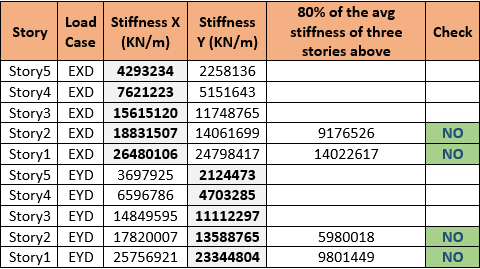 Story Load Case Stiffness X (KN/m) Stiffness Y (KN/m) 80% of the avg stiffness of three stories above Check
Story5 EXD 4293234 2258136
Story4 EXD 7621223 5151643
Story3 EXD 15615120 11748765
Story2 EXD 18831507 14061699 9176526 NO
Story1 EXD 26480106 24798417 14022617 NO
Story5 EYD 3697925 2124473
Story4 EYD 6596786 4703285
Story3 EYD 14849595 11112297
Story2 EYD 17820007 13588765 5980018 NO
Story1 EYD 25756921 23344804 9801449 NO